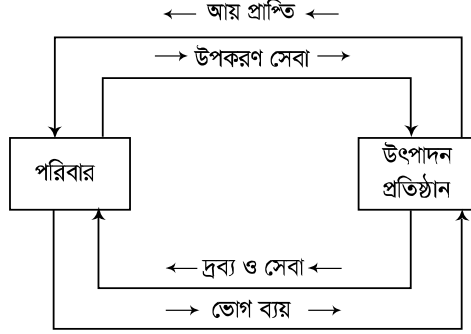 আয় প্রাপ্তি
উপকরণ সেবা
পরিবার
উৎপাদন
প্রতিষ্ঠান
দ্রব্য ও সেবা
ভোগ ব্যয়